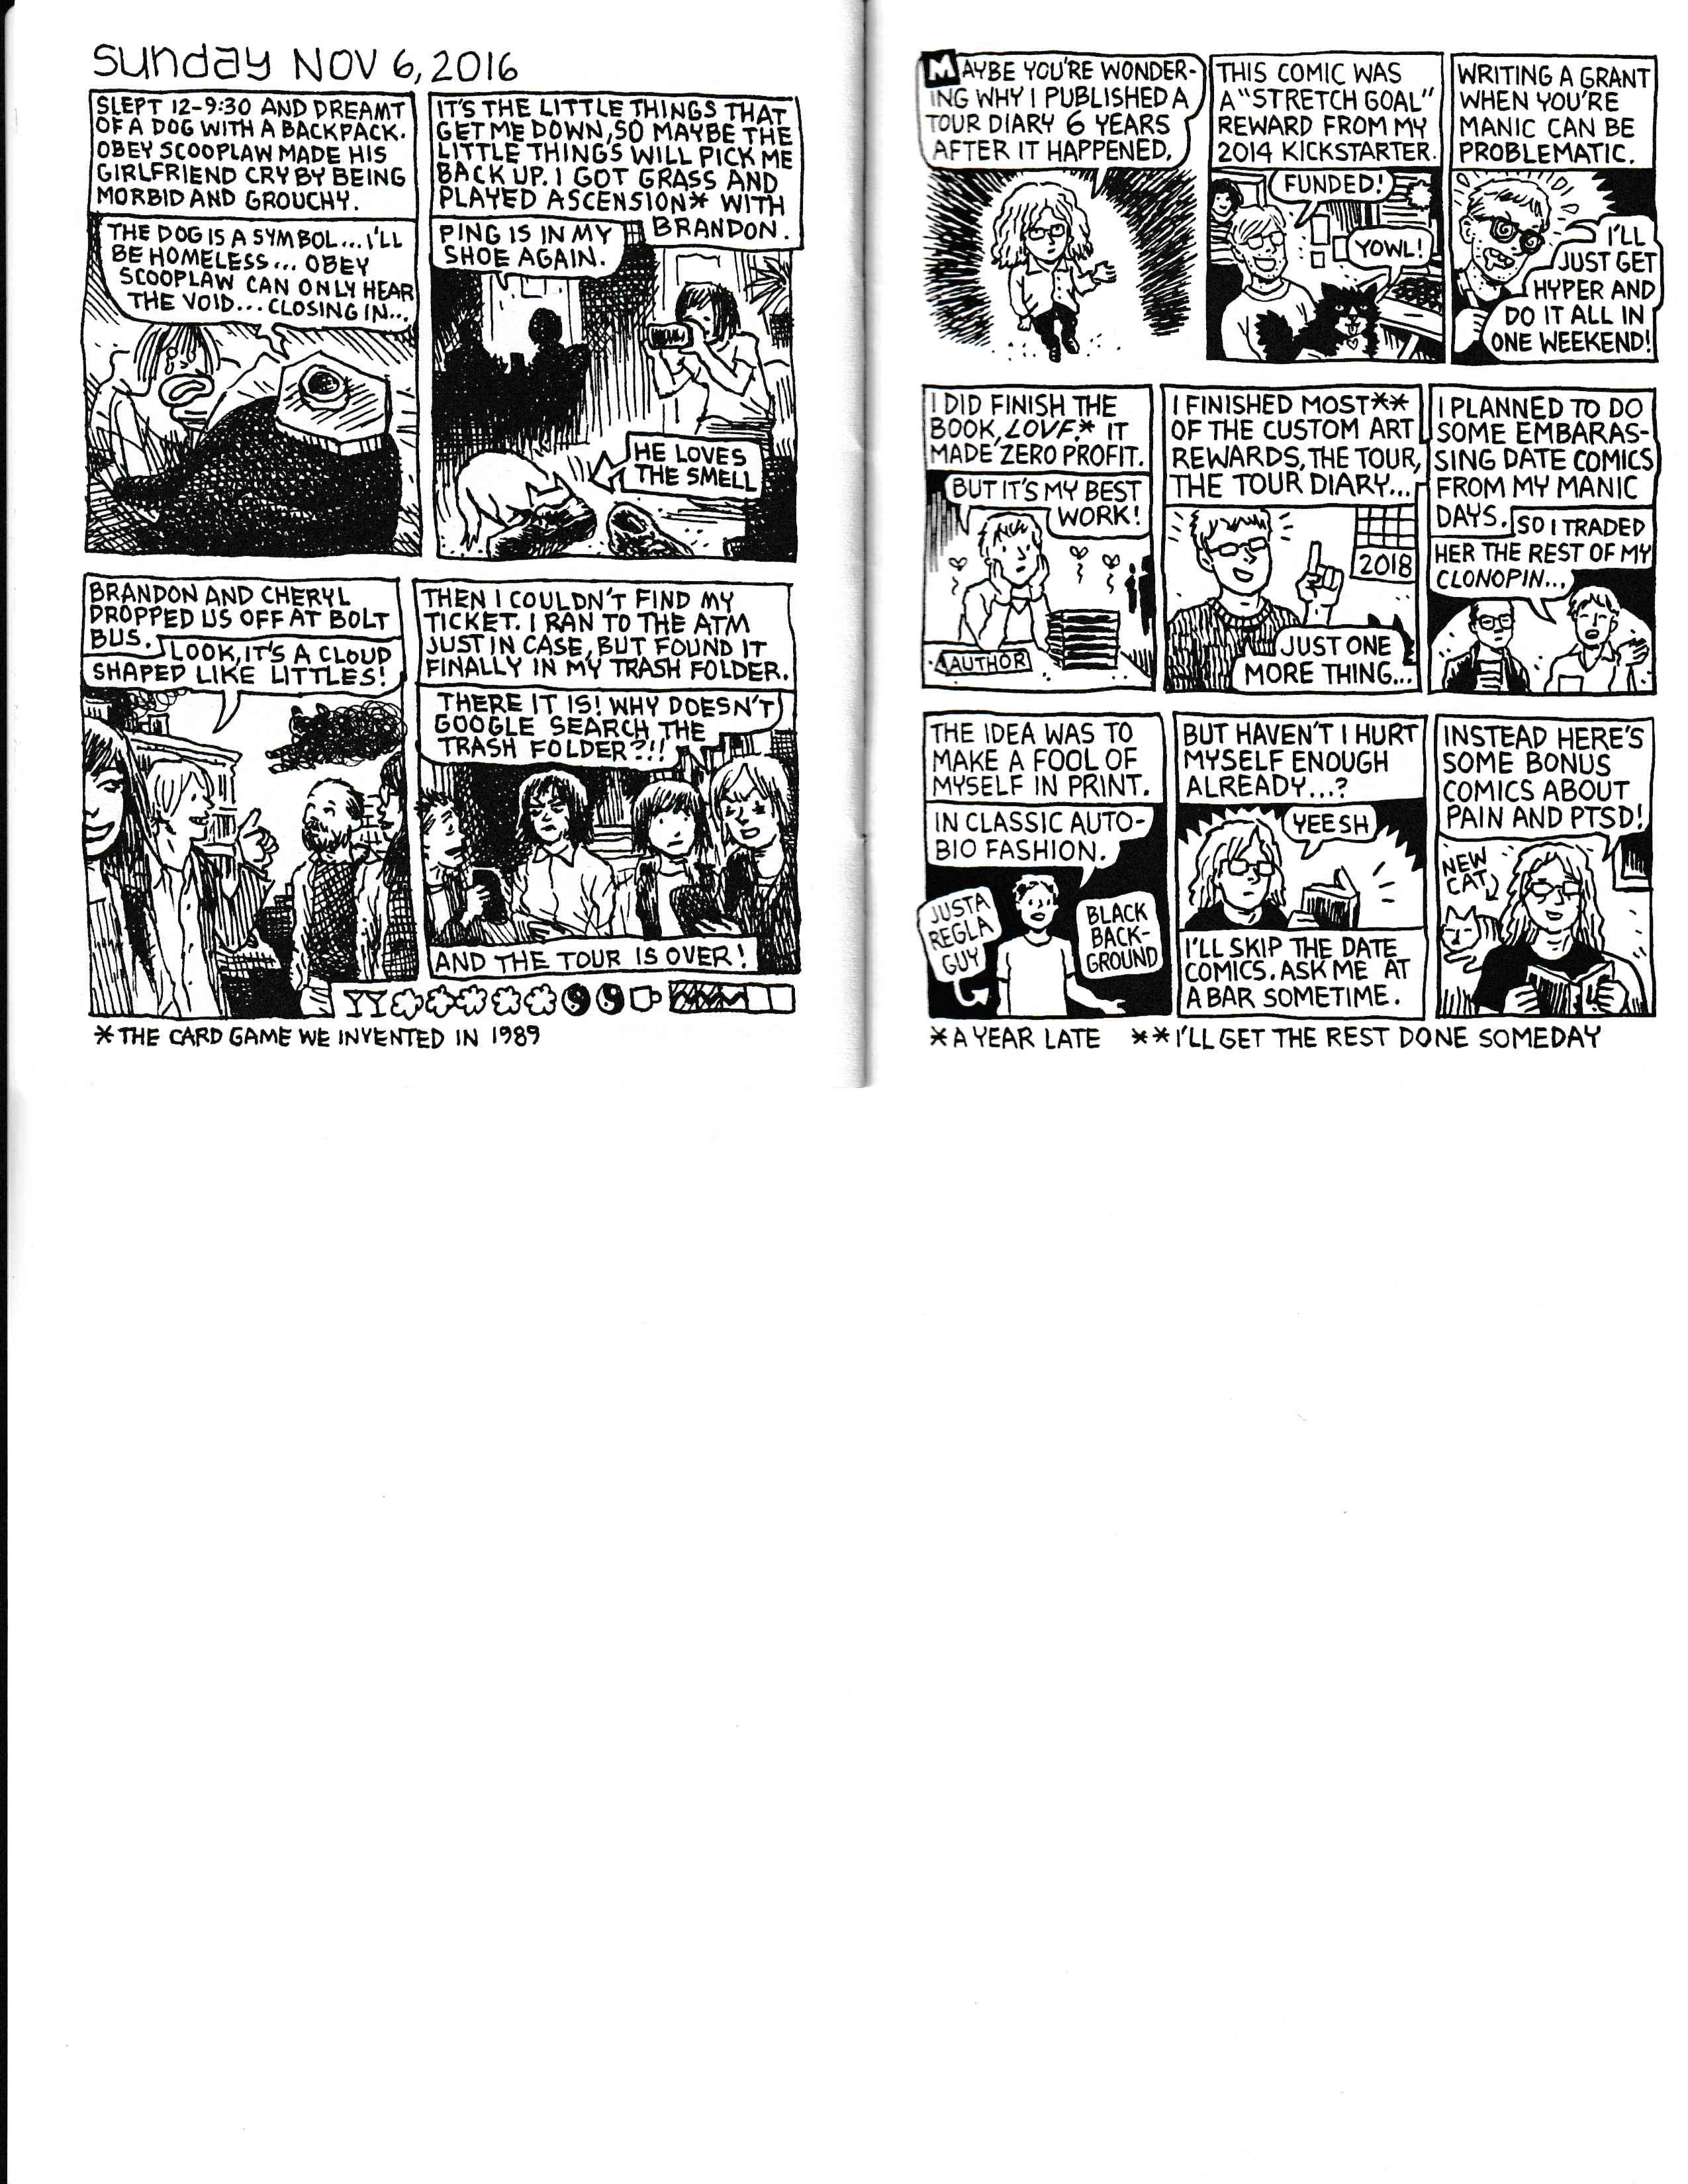 Sunday NOV 6, 2016
SLEPT 12-9:30 AND DREAMT
OF A DOG WITH A BACKPACK.
OBEY SCOOPLAW MADE HIS
GIRLFRIEND CRY BY BEING
MORBID AND GROUCHY.
THE DOG IS A SYMBOL... I'LL
BE HOMELESS... OBEY
SCOOPLAW CAN ONLY HEAR
THE VOID... CLOSING IN...
IT'S THE LITTLE THINGS THAT
GET ME DOWN, SO MAYBE THE
LITTLE THINGS WILL PICK ME
BACK UP. I GOT GRASS AND
PLAYED ASCENSION* WITH
BRANDON.
PING IS IN MY
SHOE AGAIN.
HE LOVES
THE SMELL
BRANDON AND CHERYL
DROPPED US OFF AT BOLT
BUS.
LOOK, IT'S A CLOUD
SHAPED LIKE LITTLES!
THEN I COULDN'T FIND MY
TICKET. I RAN TO THE ATM
JUST IN CASE, BUT FOUND IT
FINALLY IN MY TRASH FOLDER.
THERE IT IS! WHY DOESN'T
GOOGLE SEARCH THE
TRASH FOLDER?!!
AND THE TOUR IS OVER!
*THE CARD GAME WE INVENTED IN 1989
MAYBE YOU'RE WONDER-
ING WHY I PUBLISHED A
TOUR DIARY 6 YEARS
AFTER IT HAPPENED.
THIS COMIC WAS
A "STRETCH GOAL"
REWARD FROM MY
2014 KICKSTARTER.
FUNDED!
YOWL!
WRITING A GRANT
WHEN YOU'RE
MANIC CAN BE
PROBLEMATIC.
I'LL
JUST GET
HYPER AND
DO IT ALL IN
ONE WEEKEND!
I DID FINISH THE
BOOK, LOVF.* IT
MADE ZERO PROFIT.
BUT IT'S MY BEST
WORK!
AUTHOR
I FINISHED MOST**
OF THE CUSTOM ART
REWARDS, THE TOUR,
THE TOUR DIARY...
2018
JUST ONE
MORE THING...
I PLANNED TO DO
SOME EMBARAS-
SING DATE COMICS
FROM MY MANIC
DAYS.
SO I TRADED
HER THE REST OF MY
CLONOPIN...
THE IDEA WAS TO
MAKE A FOOL OF
MYSELF IN PRINT.
IN CLASSIC AUTO-
BIO FASHION.
JUSTA
REGLA
GUY
BLACK
BACK-
GROUND
BUT HAVEN'T I HURT
MYSELF ENOUGH
ALREADY...?
YEESH
I'LL SKIP THE DATE
COMICS. ASK ME AT
A BAR SOMETIME.
INSTEAD HERE'S
SOME BONUS
COMICS ABOUT
PAIN AND PTSD!
NEW
CAT
*A YEAR LATE **I'LL GET THE REST DONE SOMEDAY